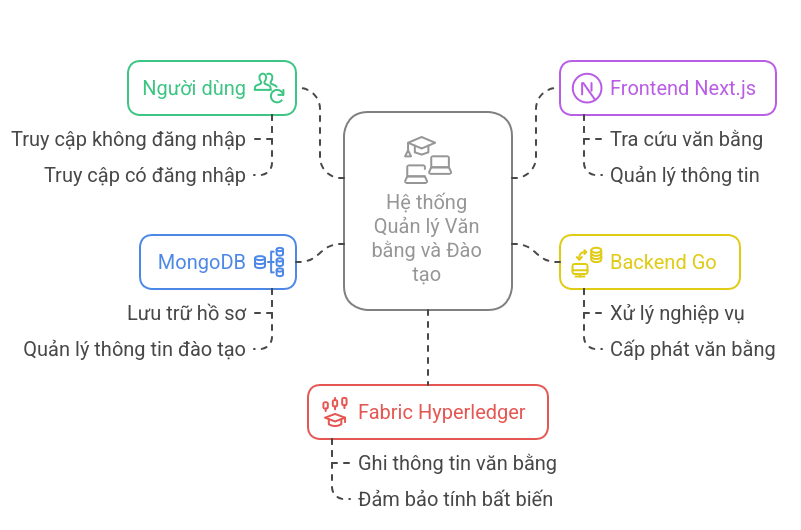 Người dùng
Truy cập không đăng nhập
Truy cập có đăng nhập
MongoDB
Lưu trữ hồ sơ
Quản lý thông tin đào tạo
Hệ thống
Quản lý Văn
bằng và Đào
tạo
Frontend Next.js
Tra cứu văn bằng
Quản lý thông tin
Backend Go
Xử lý nghiệp vụ
Cấp phát văn bằng
Fabric Hyperledger
Ghi thông tin văn bằng
Đảm bảo tính bất biến